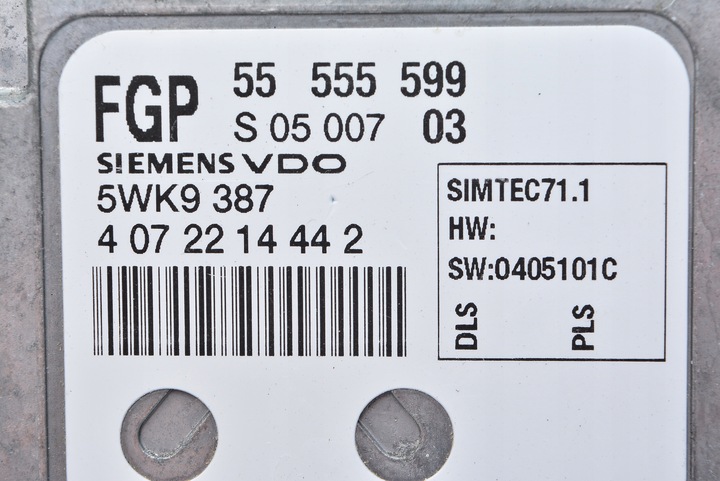 FGP 55 555 599
S 05 007 03
SIEMENS VDO
5WK9 387
4 07 22 14 44 2
SIMTEC71.1
HW:
SW:0405101C
DLS PLS